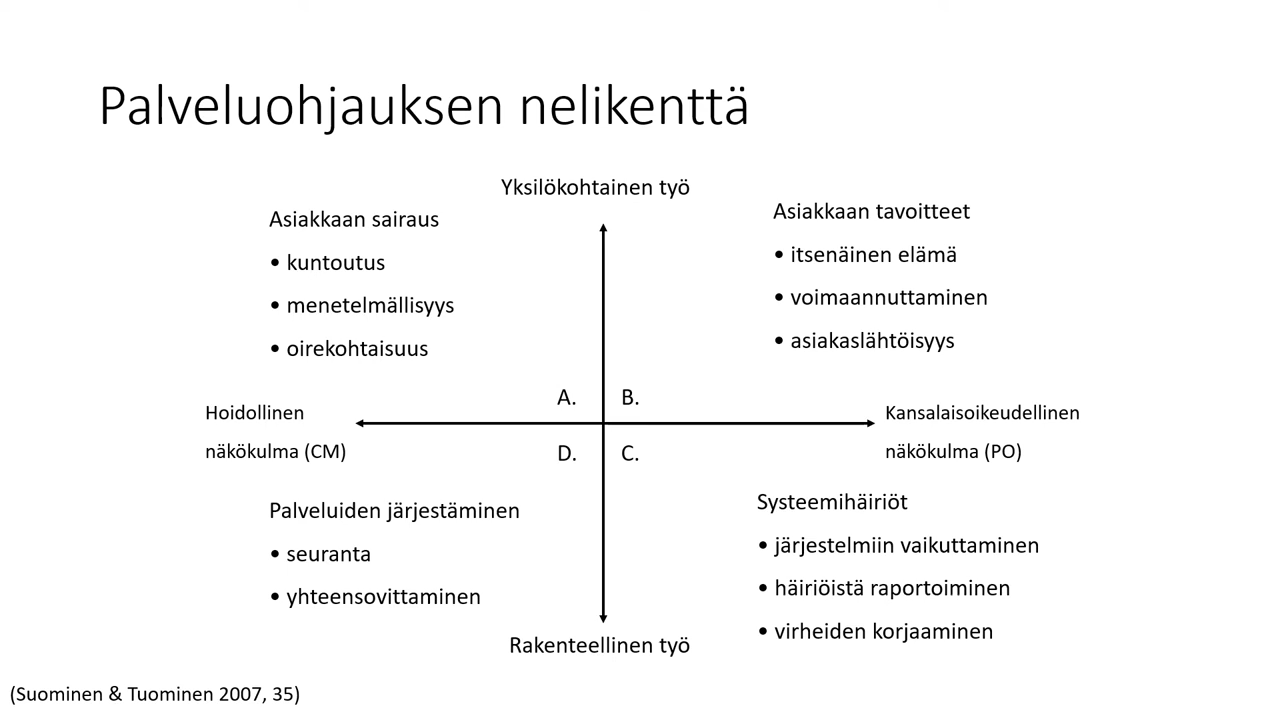 Palveluohjauksen nelikenttä
Yksilökohtainen työ
Asiakkaan sairaus
• kuntoutus
• menetelmällisyys
• oirekohtaisuus
Asiakkaan tavoitteet
• itsenäinen elämä
• voimaannuttaminen
• asiakaslähtöisyys
A.
B.
Hoidollinen
näkökulma (CM)
Kansalaisoikeudellinen
näkökulma (PO)
D.
C.
Palveluiden järjestäminen
• seuranta
• yhteensovittaminen
Systeemihäiriöt
• järjestelmiin vaikuttaminen
• häiriöistä raportoiminen
• virheiden korjaaminen
Rakenteellinen työ
(Suominen & Tuominen 2007, 35)